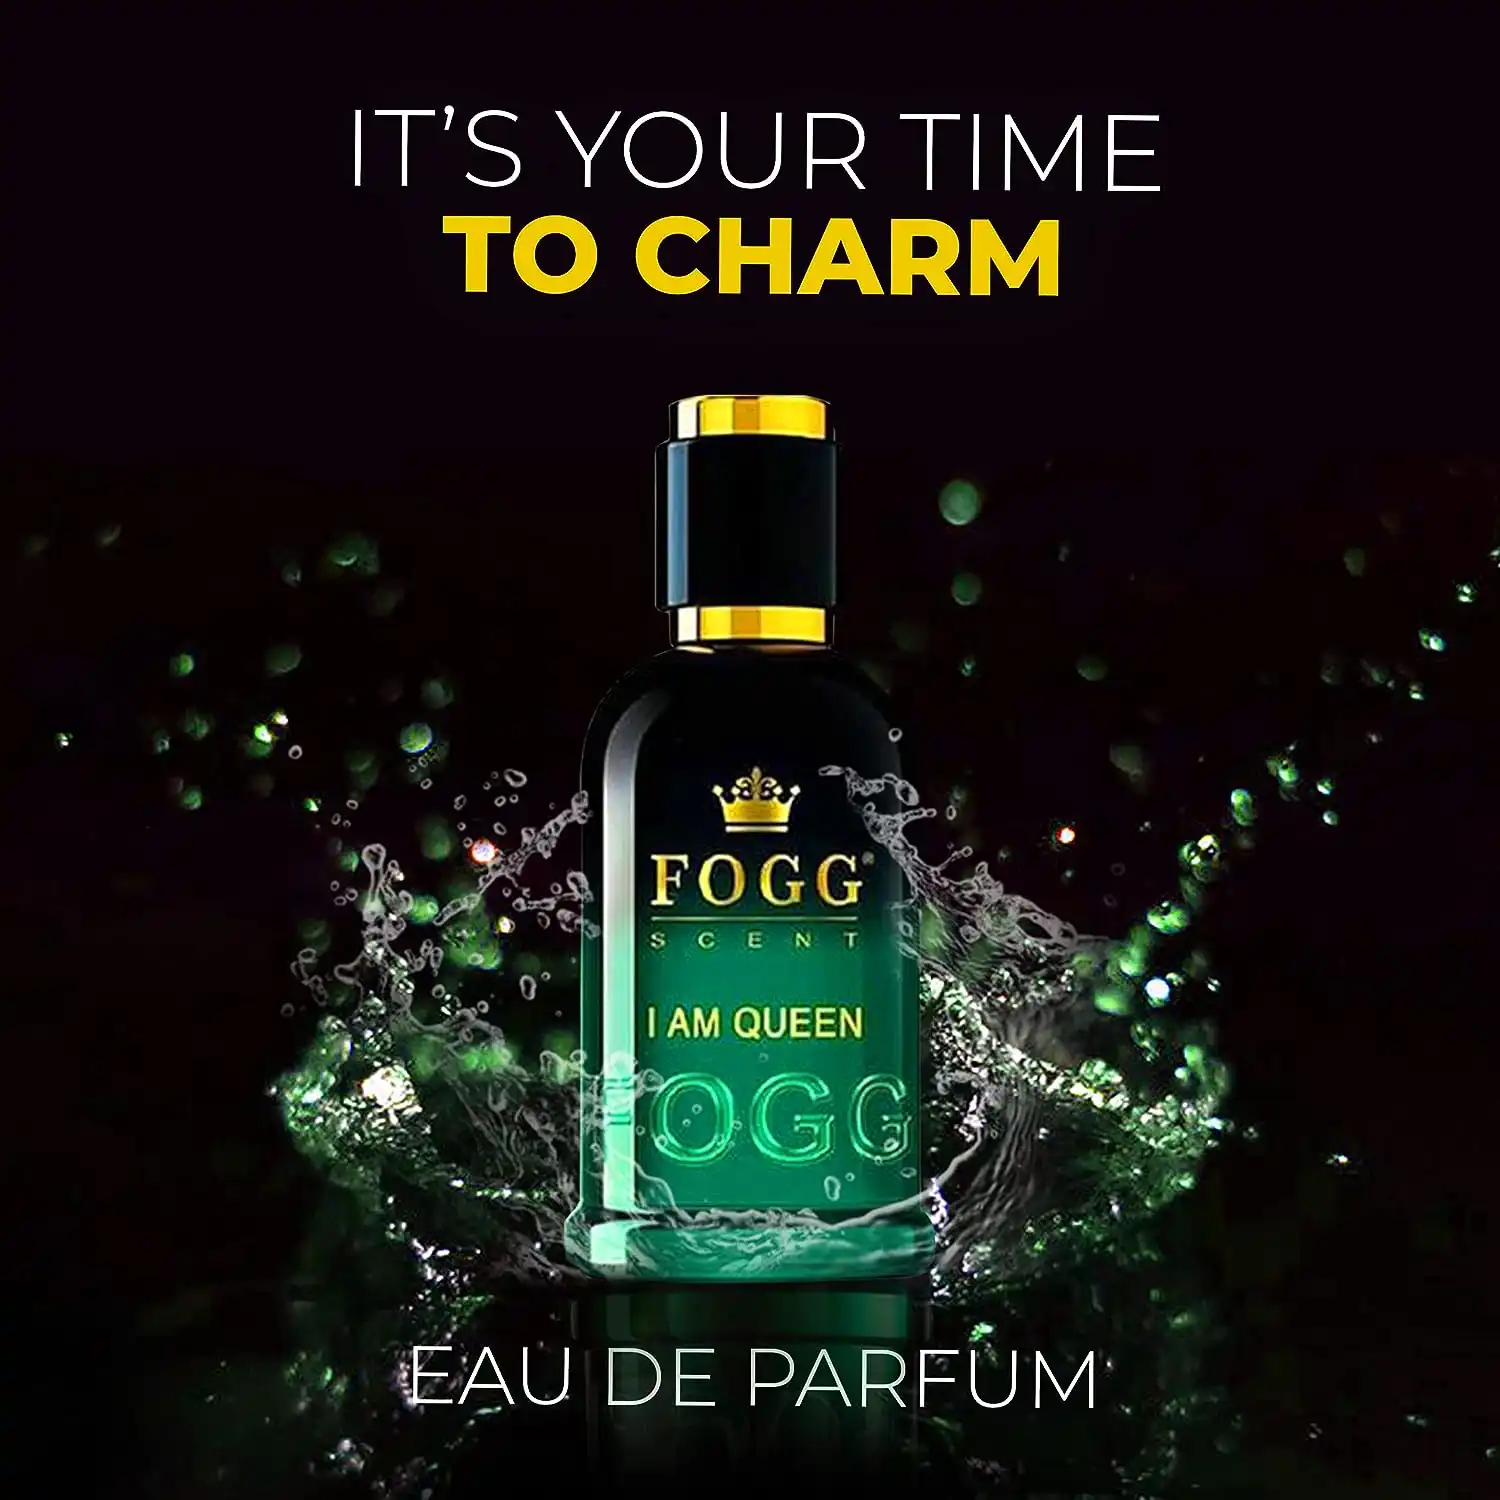 IT'S YOUR TIME
TO CHARM
FOGG
SCENT
I AM QUEEN
OGG
EAU DE PARFUM